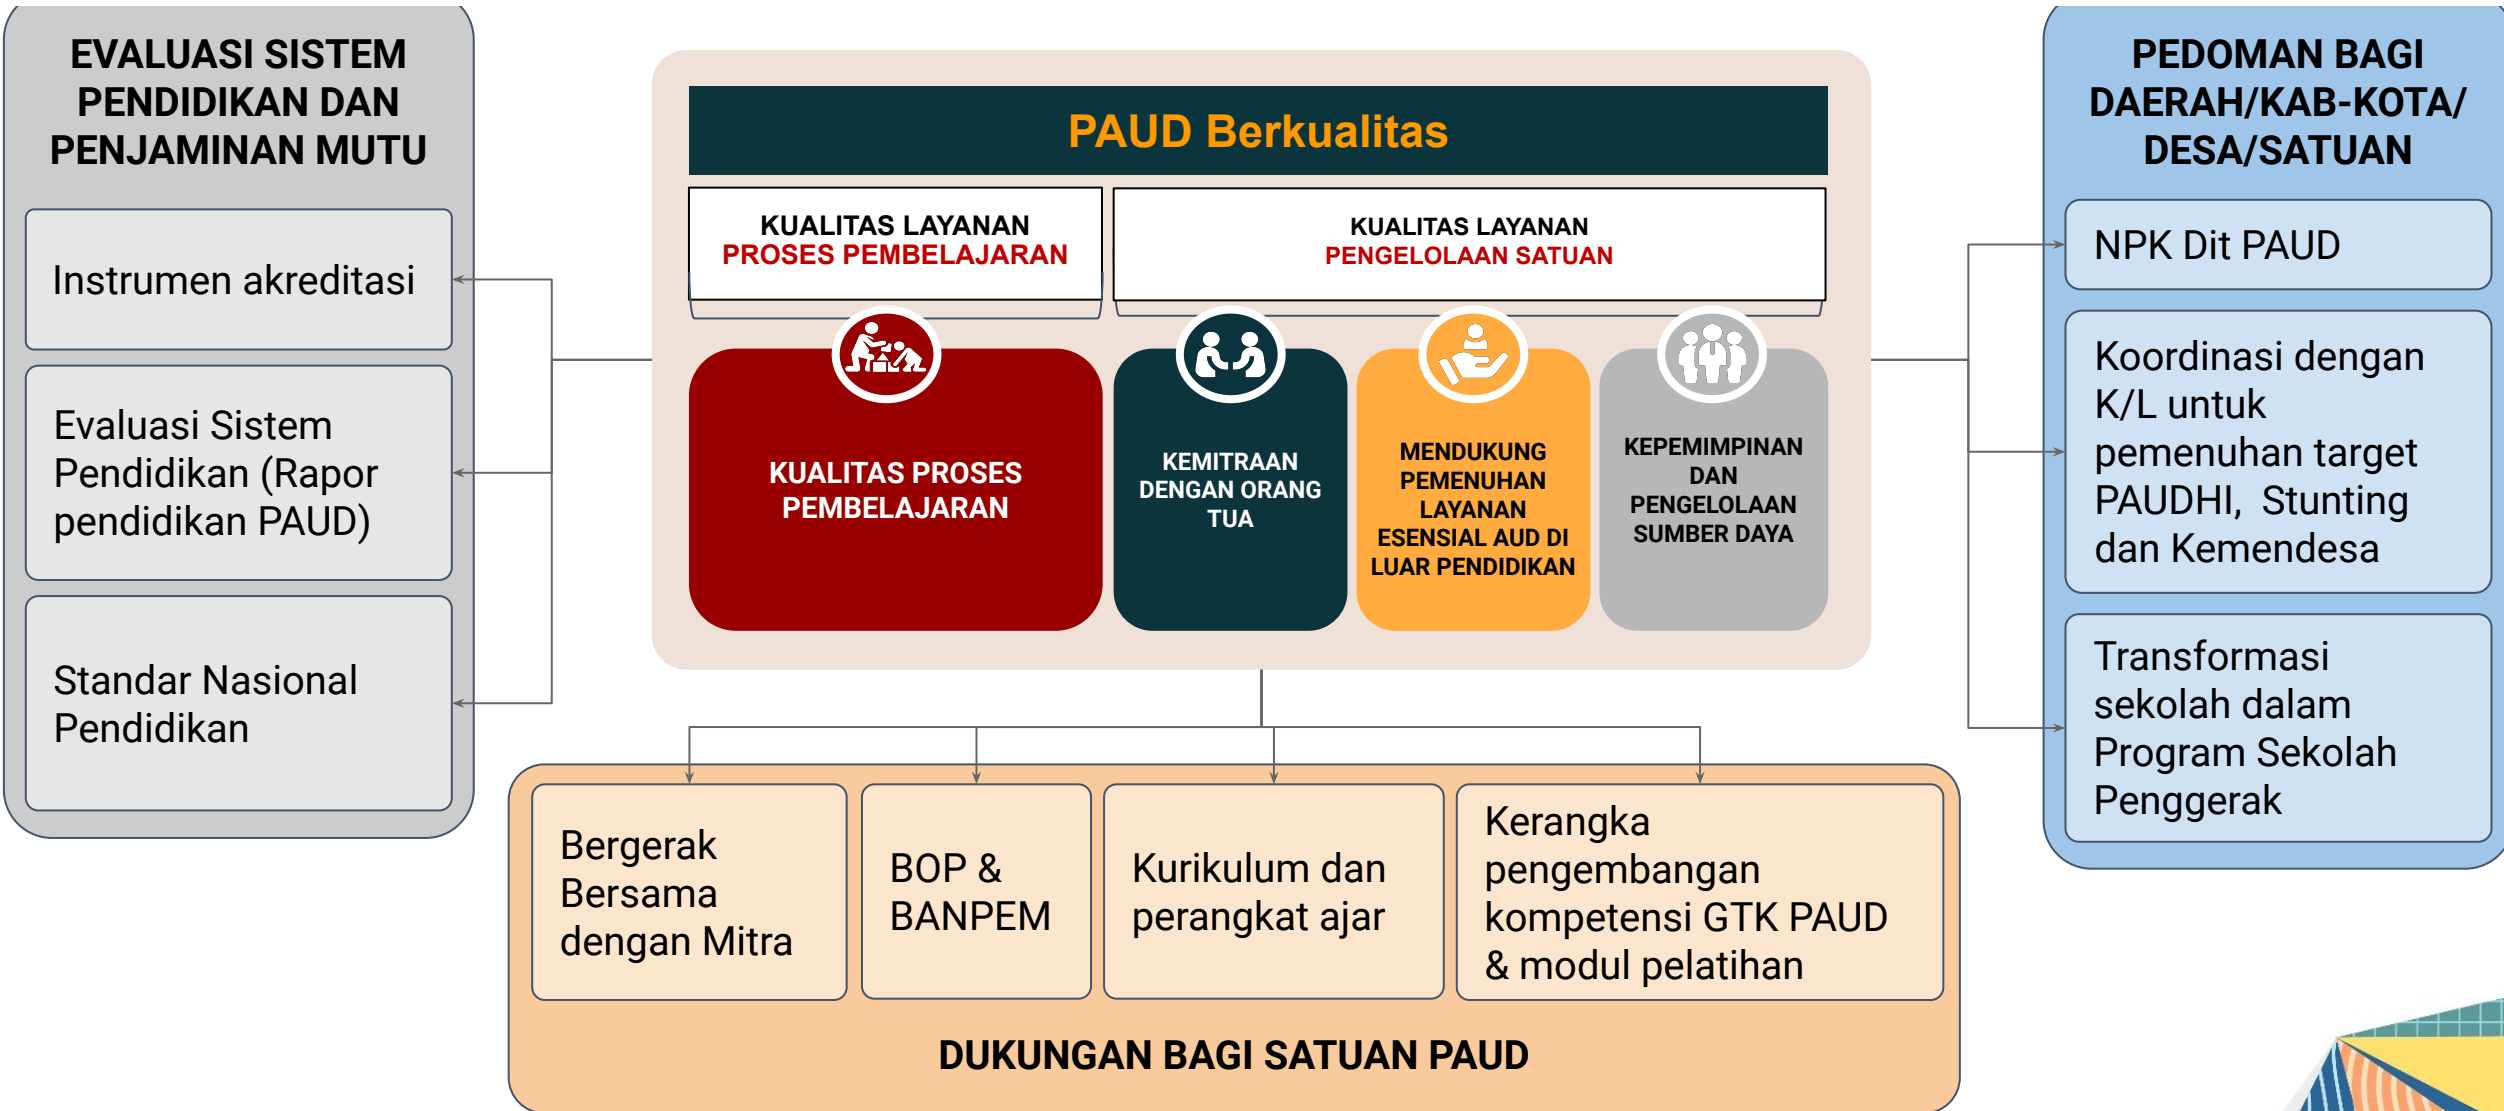 EVALUASI SISTEM
PENDIDIKAN DAN
PENJAMINAN MUTU
Instrumen akreditasi
Evaluasi Sistem
Pendidikan (Rapor
pendidikan PAUD)
Standar Nasional
Pendidikan
PAUD Berkualitas
KUALITAS LAYANAN
PROSES PEMBELAJARAN
KUALITAS LAYANAN
PENGELOLAAN SATUAN
KUALITAS PROSES
PEMBELAJARAN
KEMITRAAN
DENGAN ORANG
TUA
MENDUKUNG
PEMENUHAN
LAYANAN
ESENSIAL AUD DI
LUAR PENDIDIKAN
KEPEMIMPINAN
DAN
PENGELOLAAN
SUMBER DAYA
PEDOMAN BAGI
DAERAH/KAB-KOTA/
DESA/SATUAN
NPK Dit PAUD
Koordinasi dengan
K/L untuk
pemenuhan target
PAUDHI, Stunting
dan Kemendesa
Transformasi
sekolah dalam
Program Sekolah
Penggerak
Bergerak
Bersama
dengan Mitra
BOP &
BANPEM
Kurikulum dan
perangkat ajar
Kerangka
pengembangan
kompetensi GTK PAUD
& modul pelatihan
DUKUNGAN BAGI SATUAN PAUD